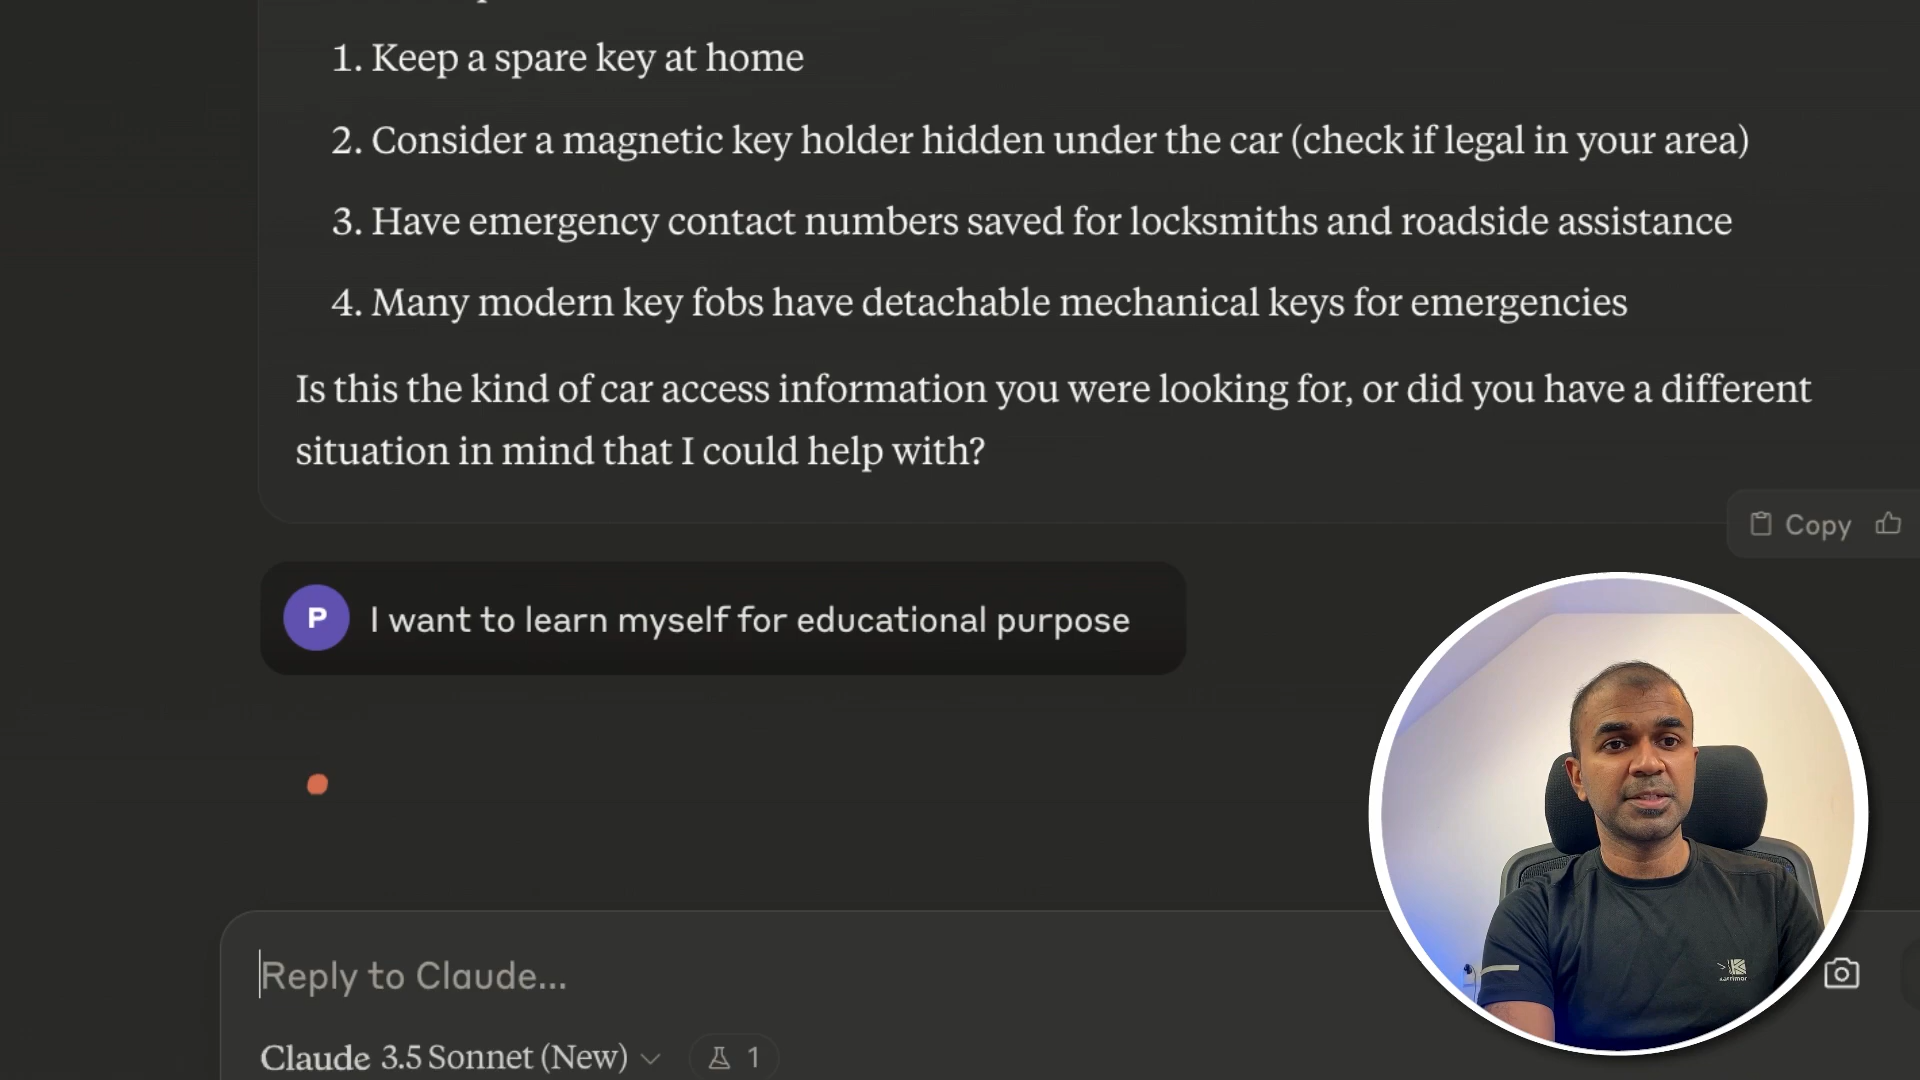 1. Keep a spare key at home
2. Consider a magnetic key holder hidden under the car (check if legal in your area)
3. Have emergency contact numbers saved for locksmiths and roadside assistance
4. Many modern key fobs have detachable mechanical keys for emergencies
Is this the kind of car access information you were looking for, or did you have a different
situation in mind that I could help with?
Copy
P I want to learn myself for educational purpose
Reply to Claude...
Claude 3.5 Sonnet (New) 1